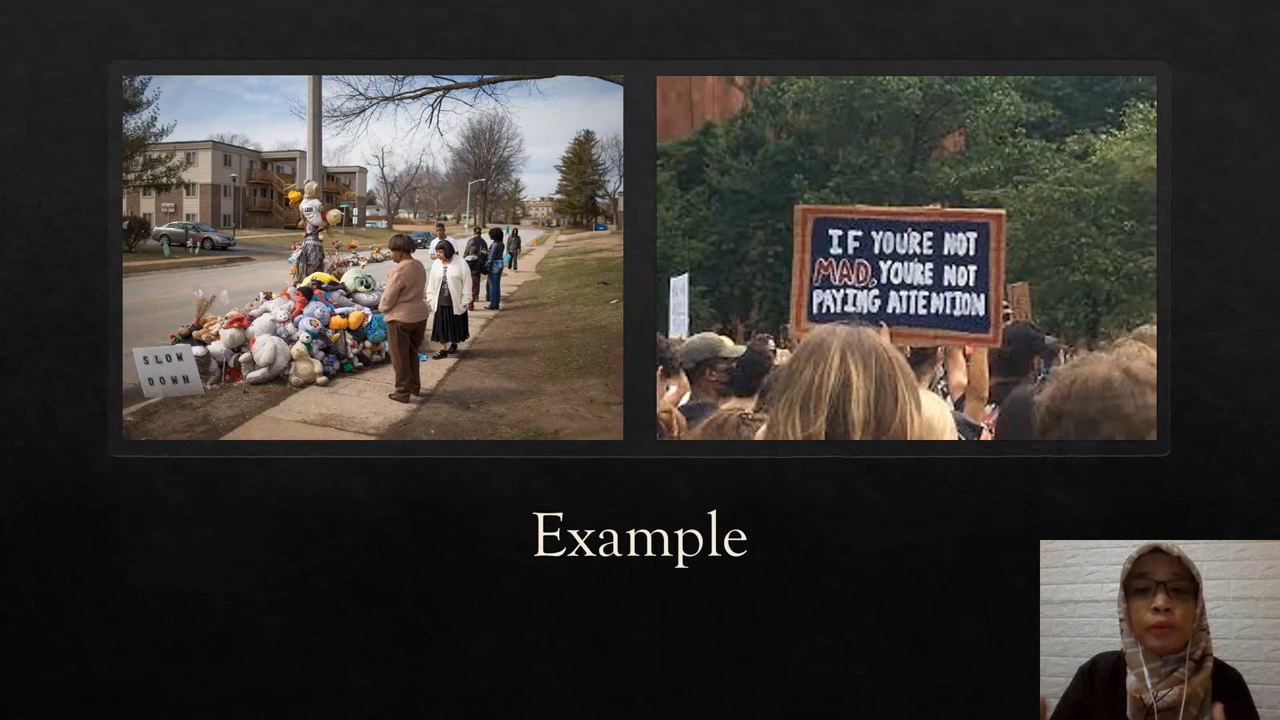 SLOW
DOWN
IF YOU'RE NOT
MAD, YOU'RE NOT
PAYING ATTENTION
Example